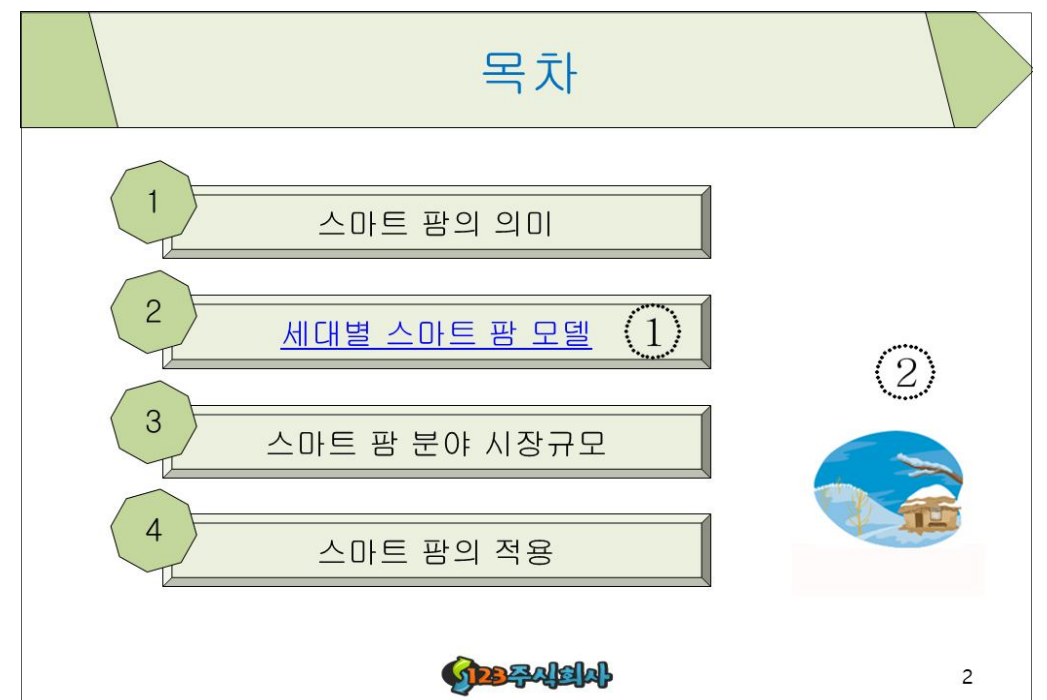 목차
1
스마트 팜의 의미
2
세대별 스마트 팜 모델
1
2
3
스마트 팜 분야 시장규모
4
스마트 팜의 적용
123주식회사
2